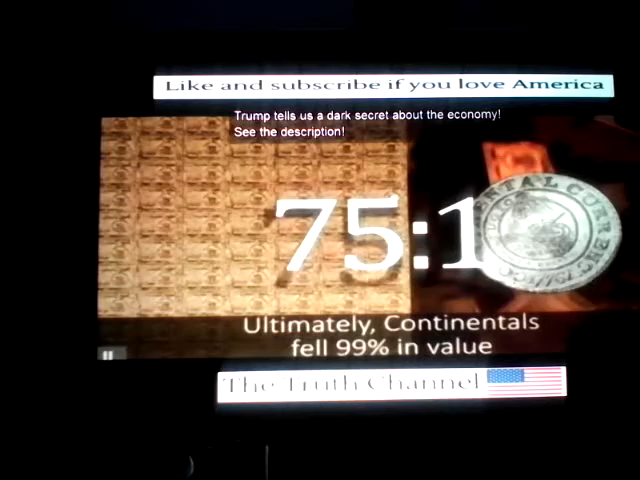 Like and subscribe if you love America
Trump tells us a dark secret about the economy!
See the description!
75:1
Ultimately, Continentals
fell 99% in value
The Truth Channel